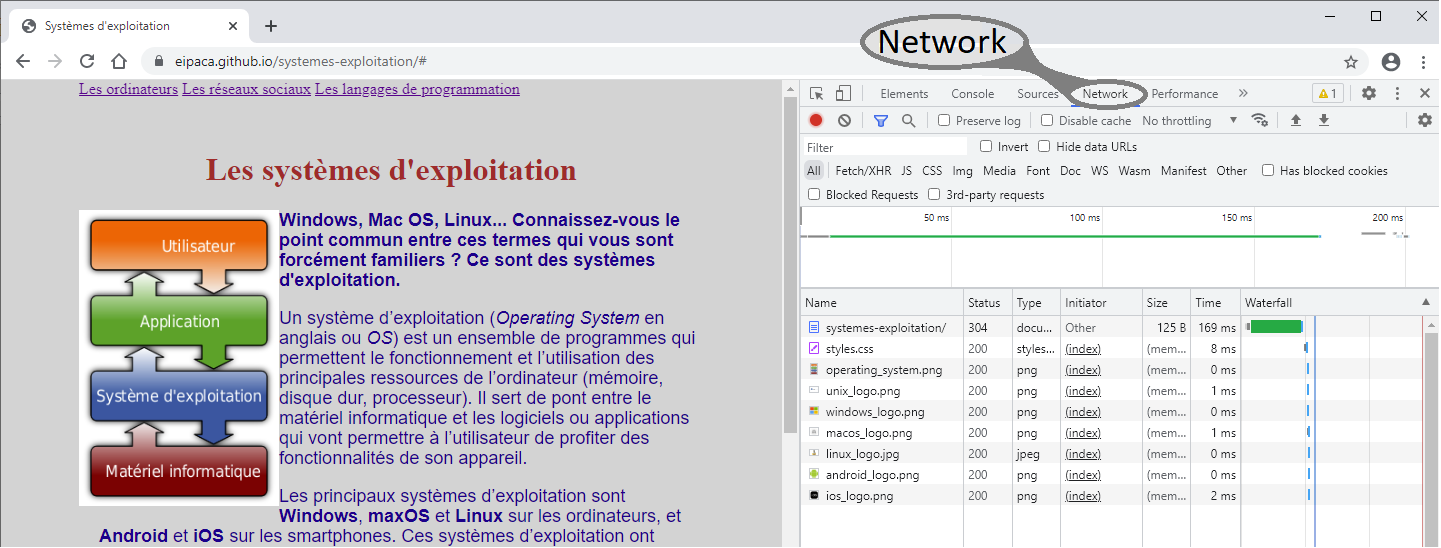 Systèmes d'exploitation
eipaca.github.io/systemes-exploitation/#
Network
Les ordinateurs Les réseaux sociaux Les langages de programmation
Les systèmes d'exploitation
Utilisateur
Application
Système d'exploitation
Matériel informatique
Windows, Mac OS, Linux... Connaissez-vous le
point commun entre ces termes qui vous sont
forcément familiers ? Ce sont des systèmes
d'exploitation.
Un système d’exploitation (Operating System en
anglais ou OS) est un ensemble de programmes qui
permettent le fonctionnement et l’utilisation des
principales ressources de l’ordinateur (mémoire,
disque dur, processeur). Il sert de pont entre le
matériel informatique et les logiciels ou applications
qui vont permettre à l’utilisateur de profiter des
fonctionnalités de son appareil.
Les principaux systèmes d’exploitation sont
Windows, maxOS et Linux sur les ordinateurs, et
Android et iOS sur les smartphones. Ces systèmes d’exploitation ont
Elements Console Sources Network Performance » 1
Preserve log Disable cache No throttling
Filter Invert Hide data URLs
All Fetch/XHR JS CSS Img Media Font Doc WS Wasm Manifest Other Has blocked cookies
Blocked Requests 3rd-party requests
50 ms 100 ms 150 ms 200 ms
Name Status Type Initiator Size Time Waterfall
systemes-exploitation/ 304 docu... Other 125 B 169 ms
styles.css 200 styles... (index) (mem... 8 ms
operating_system.png 200 png (index) (mem... 0 ms
unix_logo.png 200 png (index) (mem... 1 ms
windows_logo.png 200 png (index) (mem... 0 ms
macos_logo.png 200 png (index) (mem... 1 ms
linux_logo.jpg 200 jpeg (index) (mem... 0 ms
android_logo.png 200 png (index) (mem... 0 ms
ios_logo.png 200 png (index) (mem... 2 ms